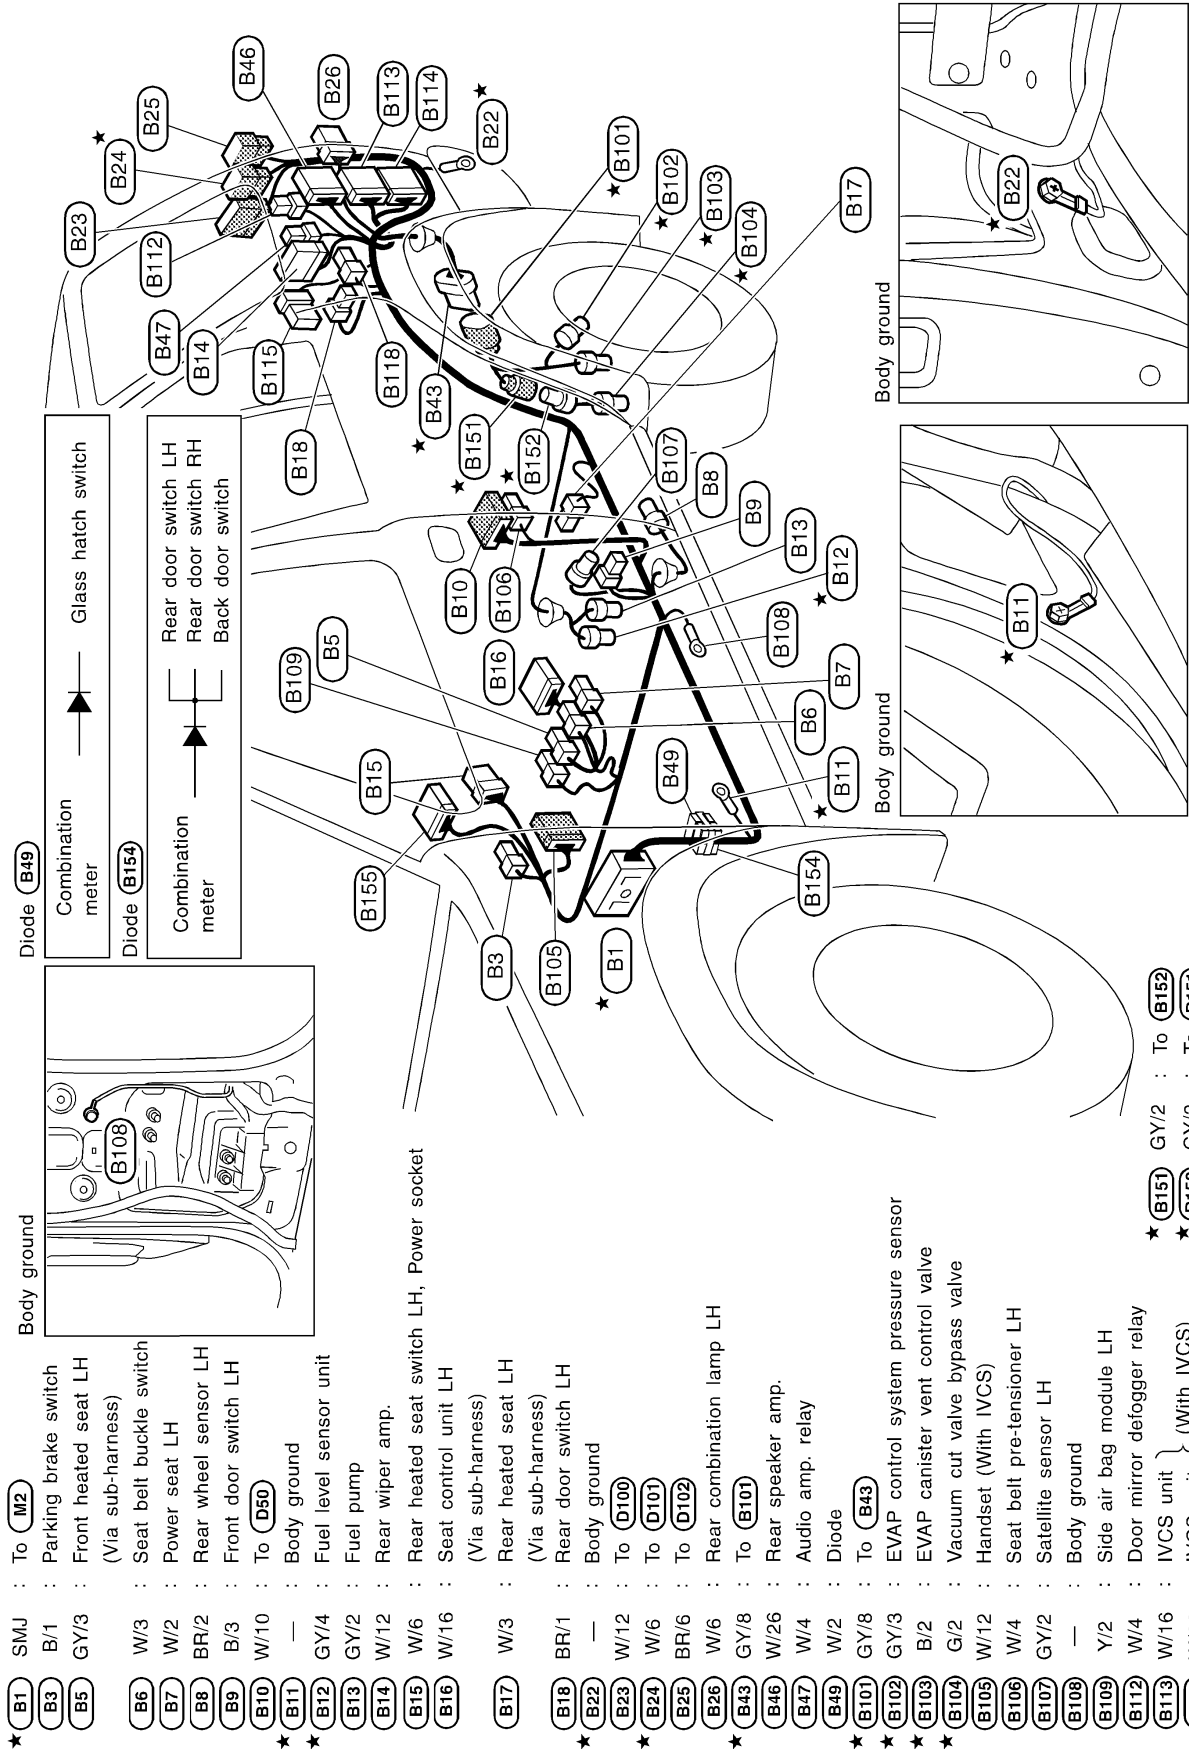 ★ B1 SMJ : To M2
B3 B/1 : Parking brake switch
B5 GY/3 : Front heated seat LH
(Via sub-harness)
B6 W/3 : Seat belt buckle switch
B7 W/2 : Power seat LH
B8 BR/2 : Rear wheel sensor LH
B9 B/3 : Front door switch LH
B10 W/10 : To D50
★ B11 — : Body ground
★ B12 GY/4 : Fuel level sensor unit
B13 GY/2 : Fuel pump
B14 W/12 : Rear wiper amp.
B15 W/6 : Rear heated seat switch LH, Power socket
B16 W/16 : Seat control unit LH
(Via sub-harness)
B17 W/3 : Rear heated seat LH
(Via sub-harness)
B18 BR/1 : Rear door switch LH
★ B22 — : Body ground
B23 W/12 : To D100
★ B24 W/6 : To D101
B25 BR/6 : To D102
B26 W/6 : Rear combination lamp LH
★ B43 GY/8 : To B101
B46 W/26 : Rear speaker amp.
B47 W/4 : Audio amp. relay
B49 W/2 : Diode
★ B101 GY/8 : To B43
★ B102 GY/3 : EVAP control system pressure sensor
★ B103 B/2 : EVAP canister vent control valve
★ B104 G/2 : Vacuum cut valve bypass valve
B105 W/12 : Handset (With IVCS)
B106 W/4 : Seat belt pre-tensioner LH
B107 GY/2 : Satellite sensor LH
B108 — : Body ground
B109 Y/2 : Side air bag module LH
B112 W/4 : Door mirror defogger relay
B113 W/16 : IVCS unit
(With IVCS)
★ B151 GY/2 : To B152
Body ground
B108
Diode B49
Combination
meter
Glass hatch switch
Diode B154
Combination
meter
Rear door switch LH
Rear door switch RH
Back door switch
B155
B15
B3
B105
★ B1
B109
B5
B16
B49
B154
★ B11
B6
B7
B108
★ B12
B13
B9
B8
B107
B10
B106
★ B152
★ B151
★ B43
B18
B118
B115
B14
B47
B112
B23
★ B24
B25
B46
B26
B113
B114
★ B22
★ B101
★ B102
★ B103
★ B104
B17
Body ground
★ B11
Body ground
★ B22